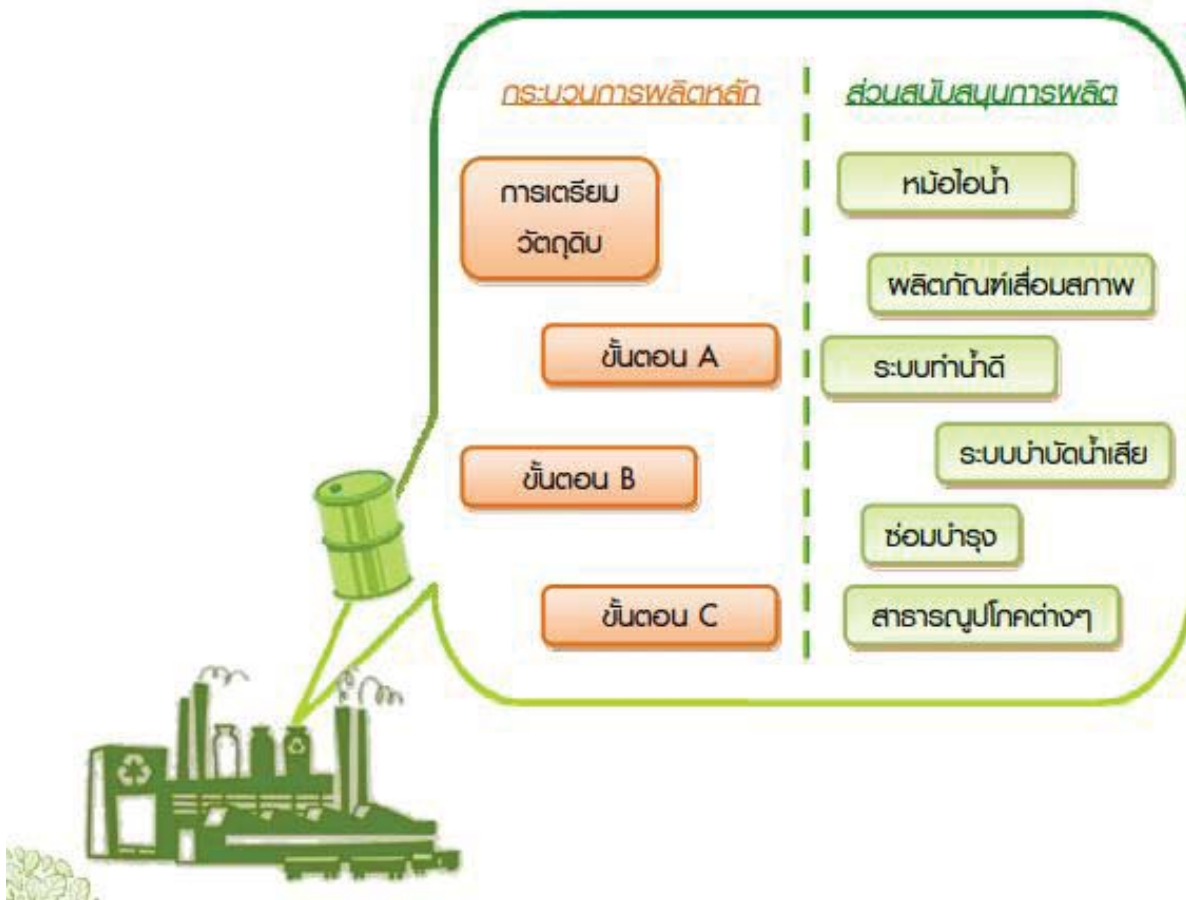 กระบวนการผลิตหลัก
การเตรียม
วัตถุดิบ
ขั้นตอน A
ขั้นตอน B
ขั้นตอน C
ส่วนสนับสนุนการผลิต
หม้อไอน้ำ
ผลิตภัณฑ์เสื่อมสภาพ
ระบบทำน้ำดี
ระบบบำบัดน้ำเสีย
ซ่อมบำรุง
สาธารณูปโภคต่างๆ